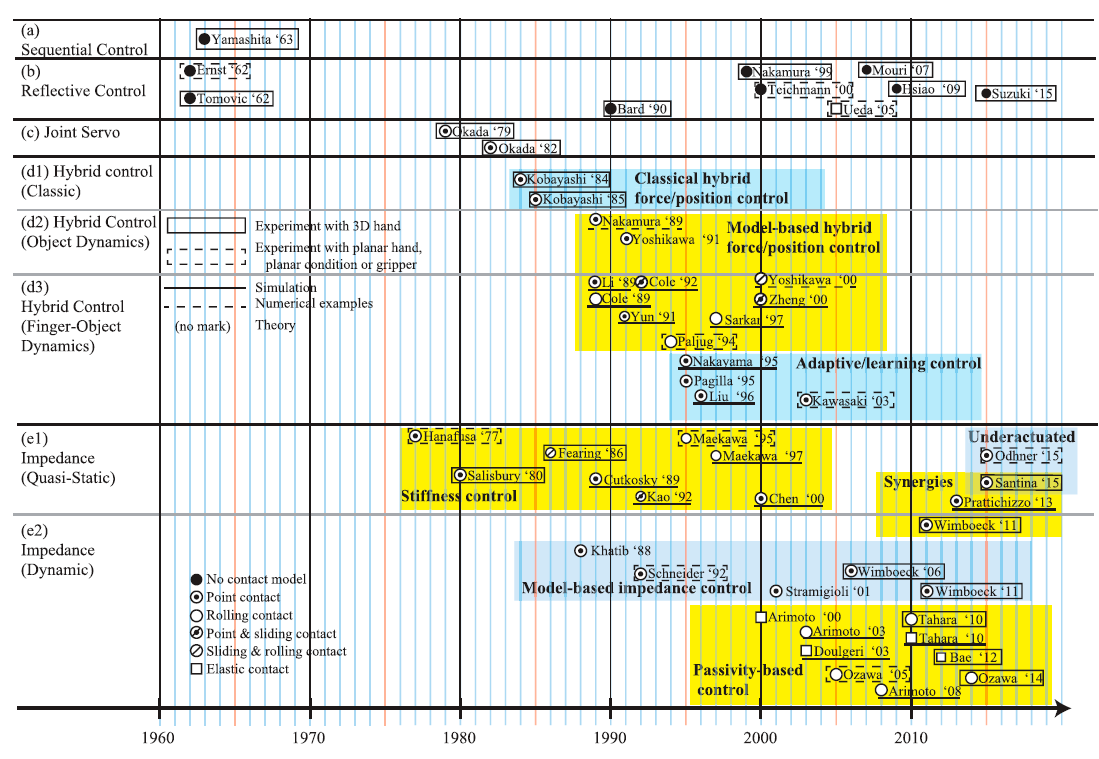 (a)
Sequential Control
Yamashita ‘63
(b)
Reflective Control
Ernst ‘62
Tomovic ‘62
Bard ‘90
Nakamura ‘99
Teichmann ‘00
Ueda ‘05
Mouri ‘07
Hsiao ‘09
Suzuki ‘15
(c) Joint Servo
Okada ‘79
Okada ‘82
(d1) Hybrid control
(Classic)
Kobayashi ‘84
Kobayashi ‘85
Classical hybrid
force/position control
(d2) Hybrid Control
(Object Dynamics)
Experiment with 3D hand
Experiment with planar hand,
planar condition or gripper
Simulation
Numerical examples
(no mark) Theory
Nakamura ‘89
Yoshikawa ‘91
Model-based hybrid
force/position control
(d3)
Hybrid Control
(Finger-Object
Dynamics)
Li ‘89
Cole ‘92
Cole ‘89
Yun ‘91
Yoshikawa ‘00
Zheng ‘00
Sarkar ‘97
Paljug ‘94
Nakayama ‘95
Pagilla ‘95
Liu ‘96
Adaptive/learning control
Kawasaki ‘03
(e1)
Impedance
(Quasi-Static)
Hanafusa ‘77
Salisbury ‘80
Fearing ‘86
Cutkosky ‘89
Kao ‘92
Maekawa ‘95
Maekawa ‘97
Chen ‘00
Stiffness control
Underactuated
Odhner ‘15
Synergies
Santina ‘15
Prattichizzo ‘13
Wimboeck ‘11
(e2)
Impedance
(Dynamic)
Khatib ‘88
Schneider ‘92
Model-based impedance control
Stramigioli ‘01
Wimboeck ‘06
Wimboeck ‘11
No contact model
Point contact
Rolling contact
Point & sliding contact
Sliding & rolling contact
Elastic contact
Arimoto ‘00
Arimoto ‘03
Doulgeri ‘03
Ozawa ‘05
Arimoto ‘08
Tahara ‘10
Tahara ‘10
Bae ‘12
Ozawa ‘14
Passivity-based
control
1960 1970 1980 1990 2000 2010